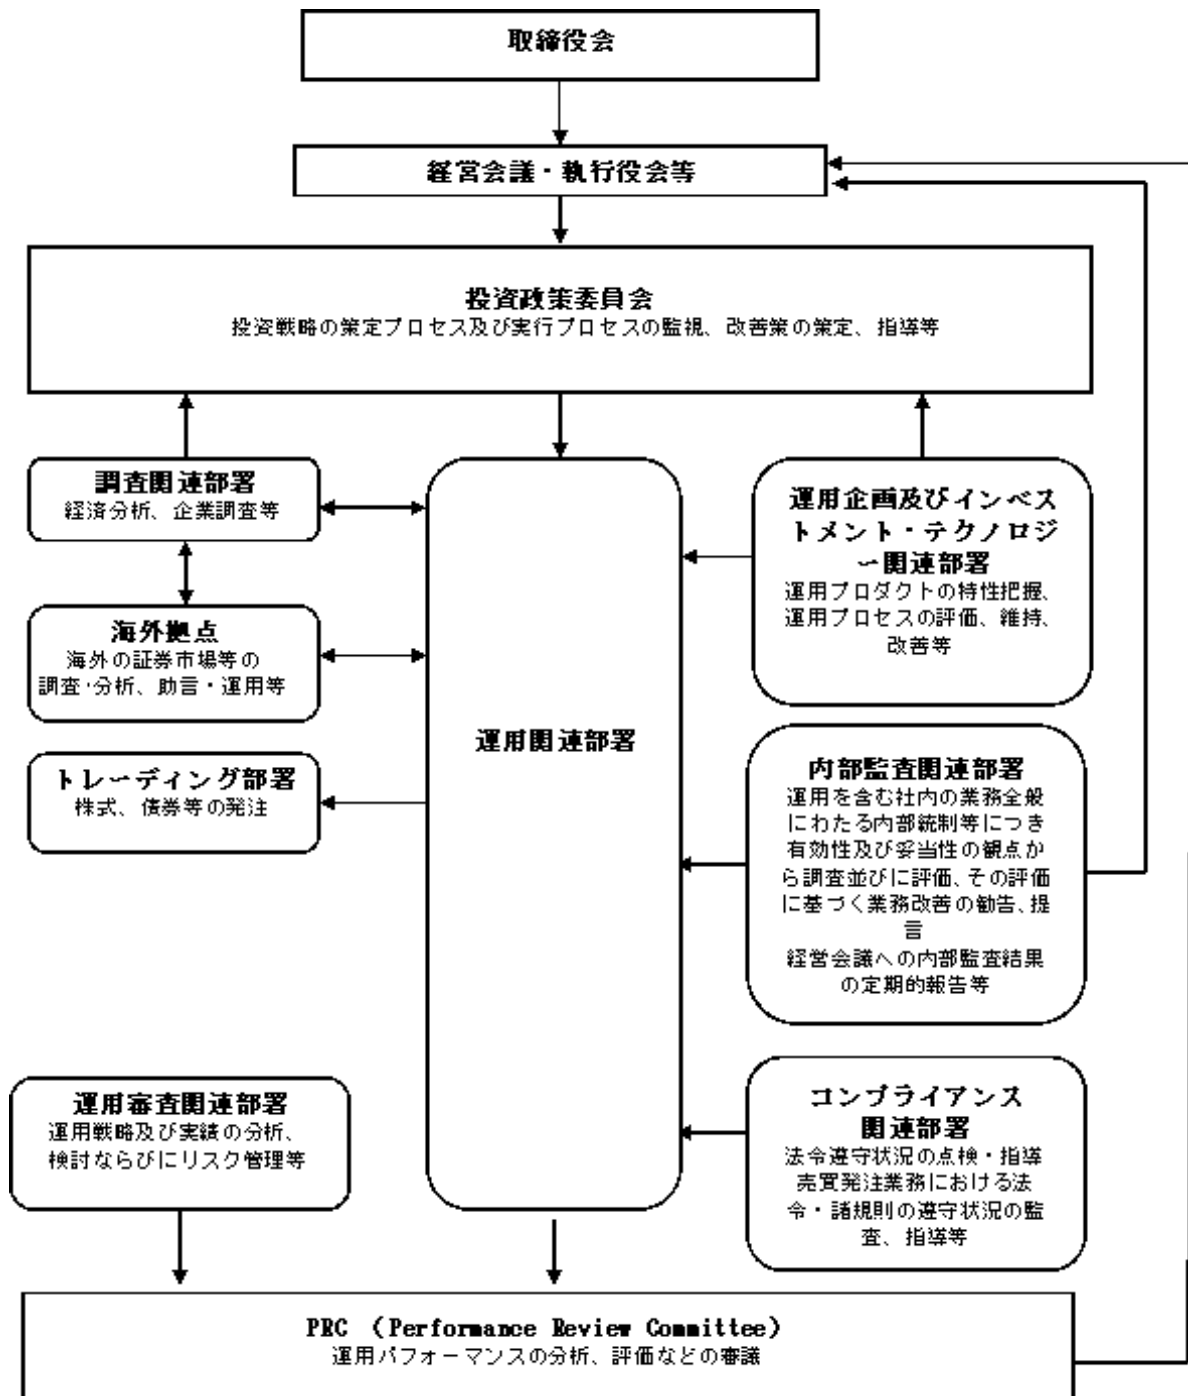 取締役会
経営会議・執行役会等
投資政策委員会
投資戦略の策定プロセス及び実行プロセスの監視、改善策の策定、指導等
調査関連部署
経済分析、企業調査等
海外拠点
海外の証券市場等の
調査・分析、助言・運用等
トレーディング部署
株式、債券等の発注
運用審査関連部署
運用戦略及び実績の分析、
検討ならびにリスク管理等
運用関連部署
運用企画及びインベス
トメント・テクノロジ
ー関連部署
運用プロダクトの特性把握、
運用プロセスの評価、維持、
改善等
内部監査関連部署
運用を含む社内の業務全般
にわたる内部統制等につき
有効性及び妥当性の観点か
ら調査並びに評価、その評価
に基づく業務改善の勧告、提
言
経営会議への内部監査結果
の定期的報告等
コンプライアンス
関連部署
法令遵守状況の点検・指導
売買発注業務における法
令・諸規則の遵守状況の監
査、指導等
PRC （Performance Review Committee）
運用パフォーマンスの分析、評価などの審議